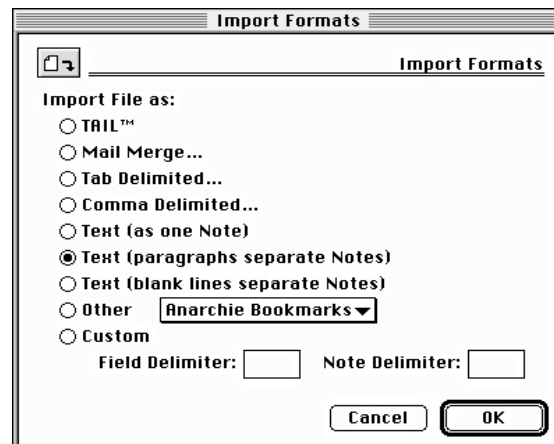 Import Formats
Import Formats
Import File as:
TAIL™
Mail Merge...
Tab Delimited...
Comma Delimited...
Text (as one Note)
Text (paragraphs separate Notes)
Text (blank lines separate Notes)
Other Anarchie Bookmarks
Custom
Field Delimiter: Note Delimiter:
Cancel OK